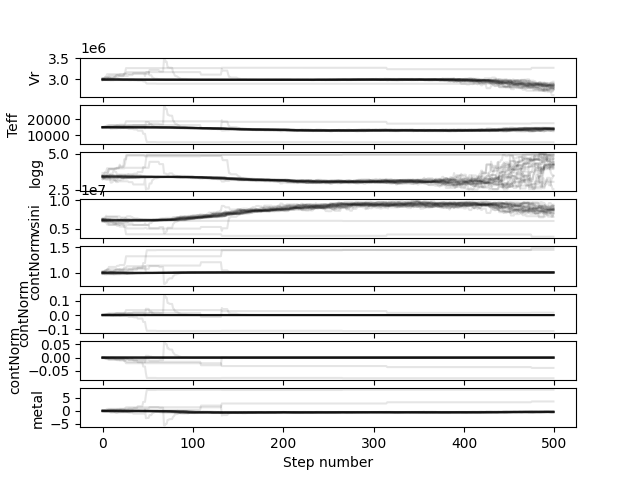 1e6
3.5
3.0
Vr
20000
10000
Teff
5.0
2.5
logg
1e7
1.0
0.5
vsini
1.5
1.0
contNorm
0.1
0.0
−0.1
contNorm
0.05
0.00
−0.05
contNorm
5
0
−5
metal
0 100 200 300 400 500
Step number